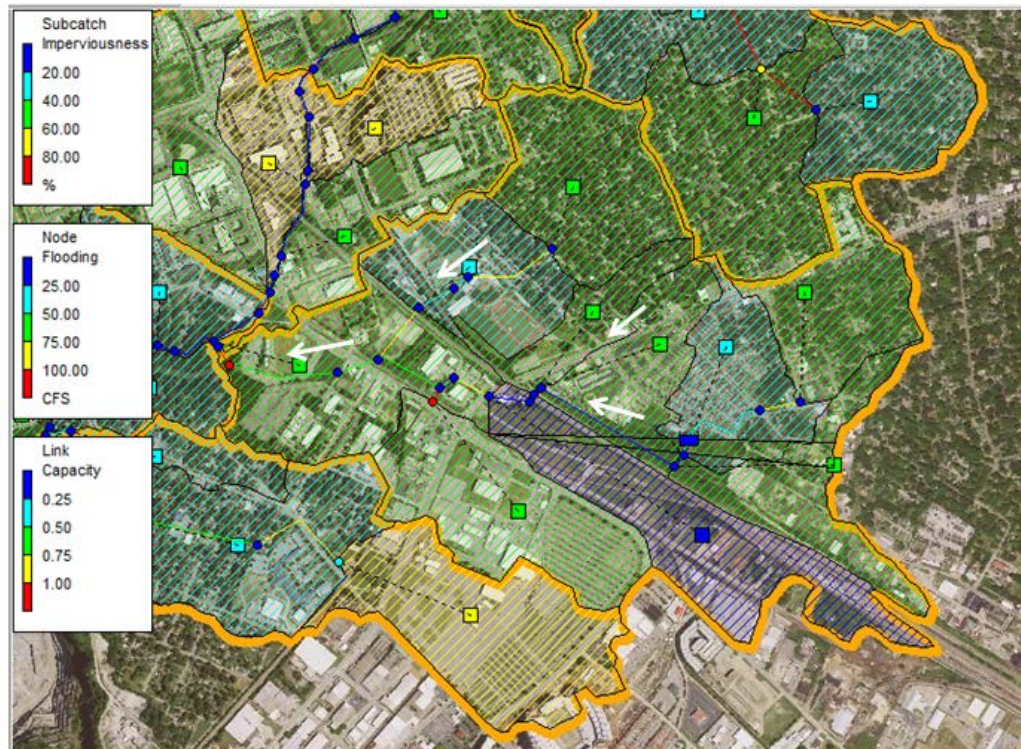 Subcatch
Imperviousness
20.00
40.00
60.00
80.00
%
Node
Flooding
25.00
50.00
75.00
100.00
CFS
Link
Capacity
0.25
0.50
0.75
1.00